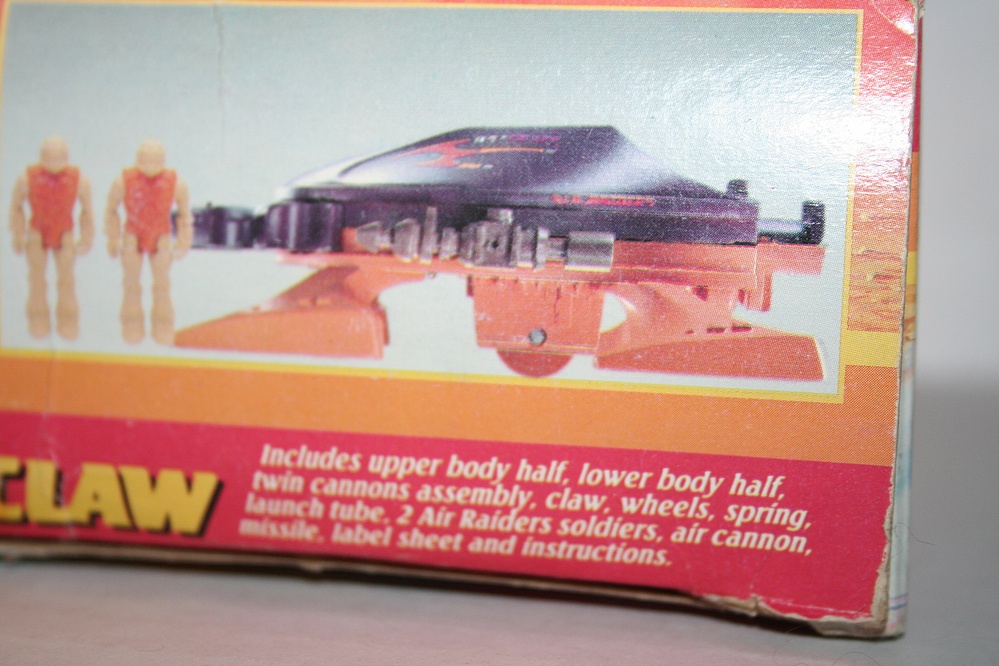 CLAW
Includes upper body half, lower body half,
twin cannons assembly, claw, wheels, spring,
launch tube, 2 Air Raiders soldiers, air cannon,
missile, label sheet and instructions.